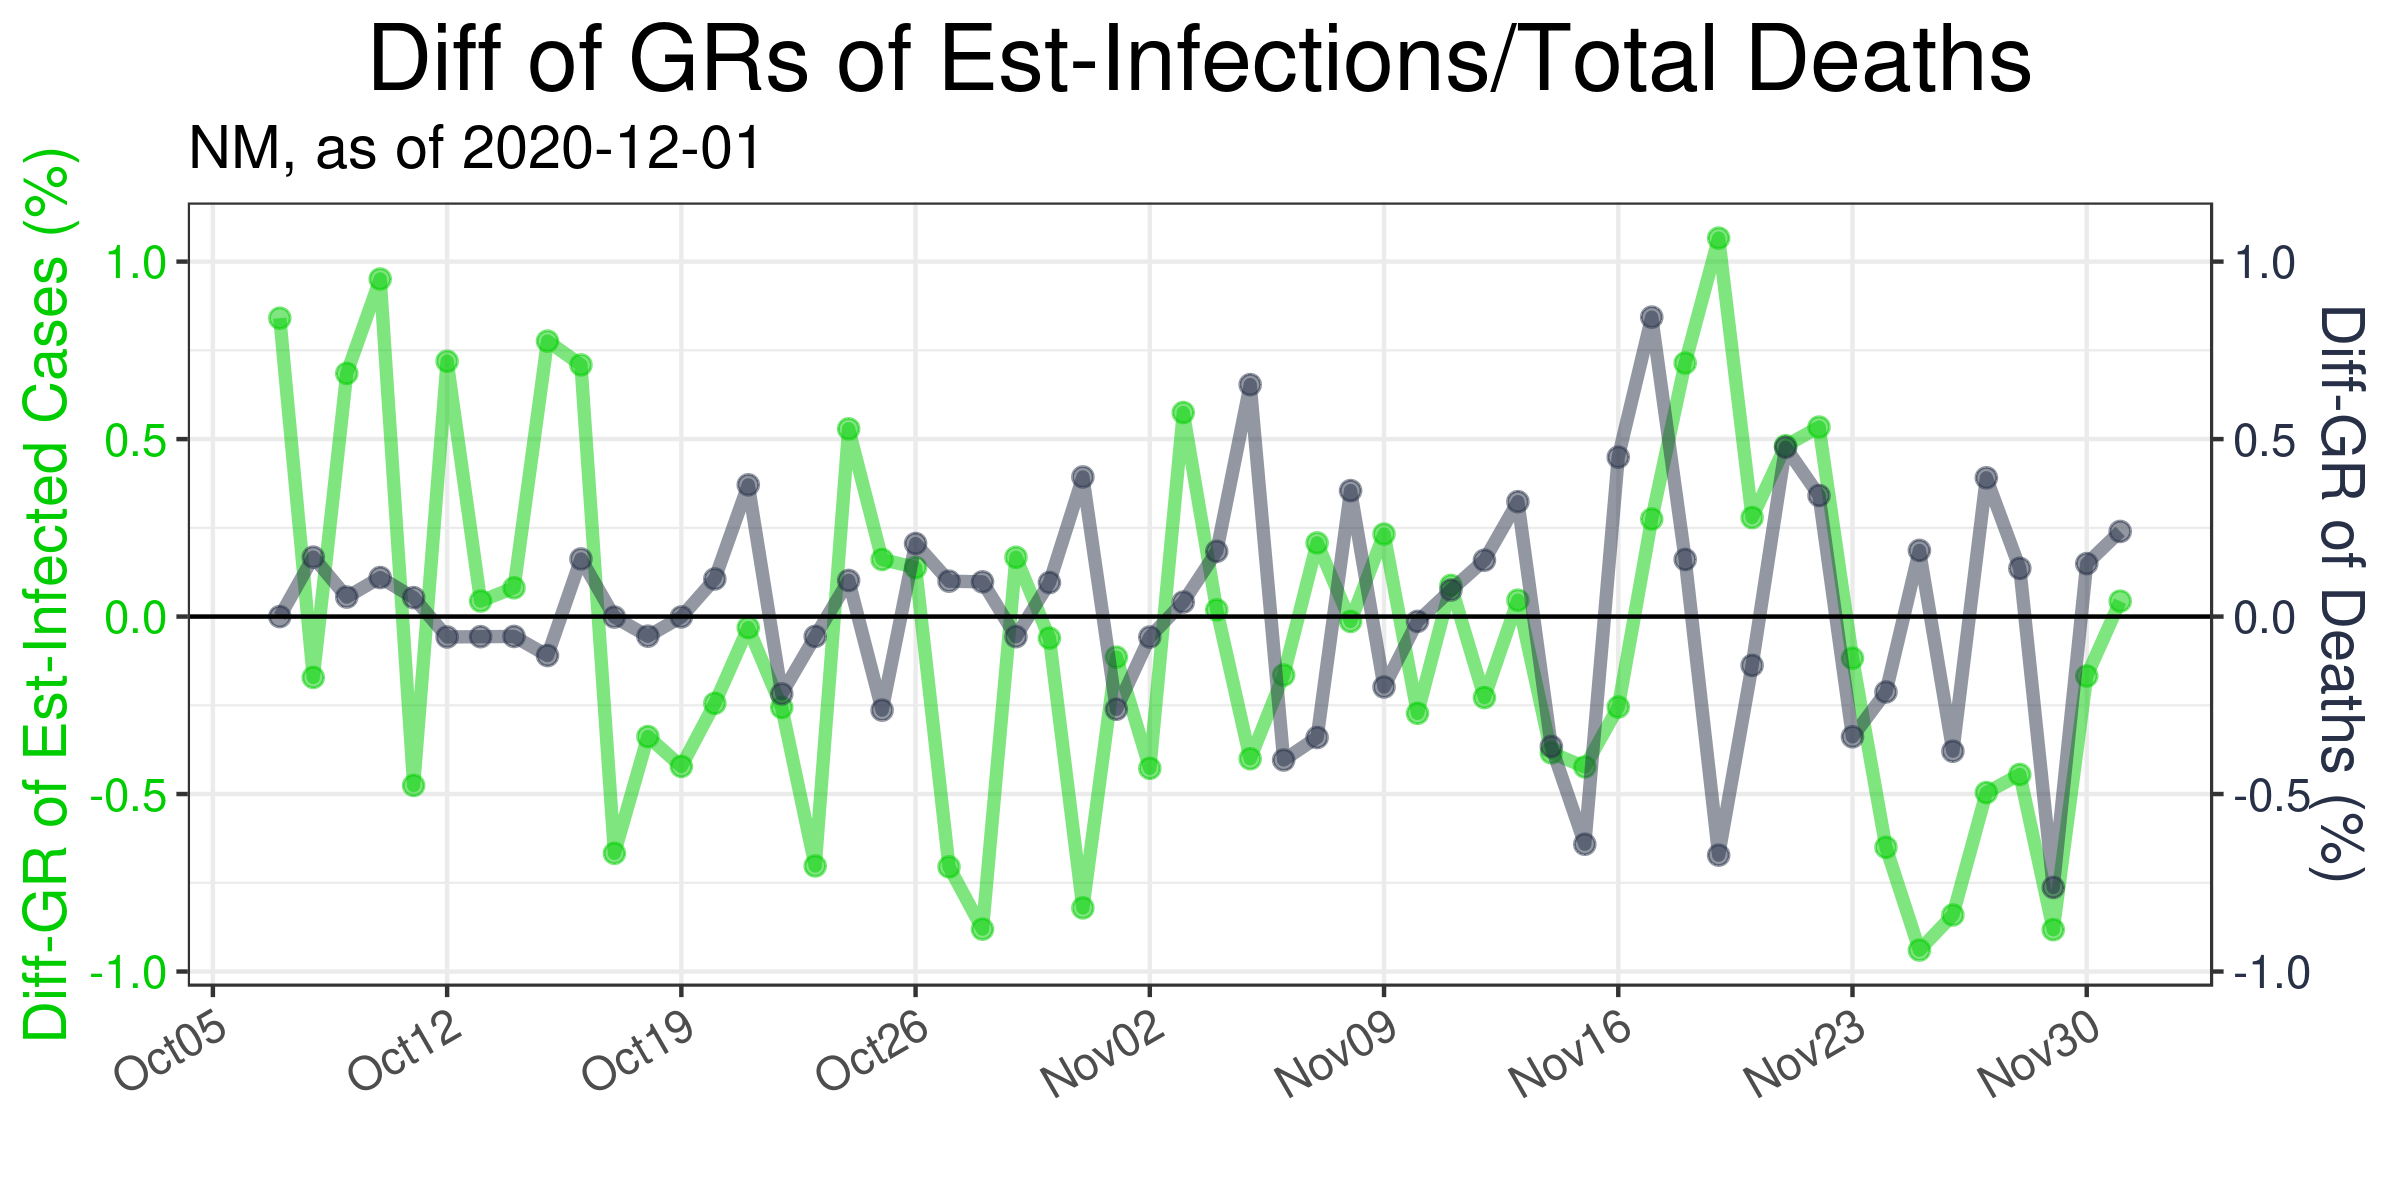 Diff of GRs of Est-Infections/Total Deaths
NM, as of 2020-12-01
Diff-GR of Est-Infected Cases (%)
1.0
0.5
0.0
-0.5
-1.0
1.0
0.5
0.0
-0.5
-1.0
Diff-GR of Deaths (%)
Oct05
Oct12
Oct19
Oct26
Nov02
Nov09
Nov16
Nov23
Nov30